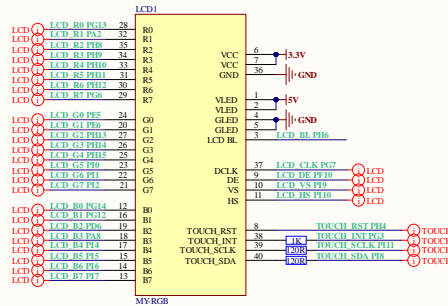 LCD1
LCD LCD_R0 PG13 28 R0
LCD LCD_R1 PA2 32 R1
LCD LCD_R2 PH8 35 R2
LCD LCD_R3 PH9 34 R3
LCD LCD_R4 PH10 33 R4
LCD LCD_R5 PH11 31 R5
LCD LCD_R6 PH12 30 R6
LCD LCD_R7 PG6 29 R7
LCD LCD_G0 PE5 24 G0
LCD LCD_G1 PE6 20 G1
LCD LCD_G2 PH13 27 G2
LCD LCD_G3 PH14 26 G3
LCD LCD_G4 PH15 25 G4
LCD LCD_G5 PI0 23 G5
LCD LCD_G6 PI1 22 G6
LCD LCD_G7 PI2 21 G7
LCD LCD_B0 PG14 12 B0
LCD LCD_B1 PG12 16 B1
LCD LCD_B2 PD6 19 B2
LCD LCD_B3 PA8 18 B3
LCD LCD_B4 PI4 17 B4
LCD LCD_B5 PI5 15 B5
LCD LCD_B6 PI6 14 B6
LCD LCD_B7 PI7 13 B7
VCC 6 3.3V
VCC 7
GND 36 GND
VLED 1 5V
VLED 2
GLED 4 GND
GLED 5
LCD BL 3 LCD_BL PH6
DCLK 37 LCD_CLK PG7 LCD
DE 9 LCD_DE PF10 LCD
VS 10 LCD_VS PI9 LCD
HS 11 LCD_HS PI10 LCD
TOUCH_RST 8 TOUCH_RST PH4 TOUCH
TOUCH_INT 38 1K TOUCH_INT PG3 TOUCH
TOUCH_SCLK 39 120R TOUCH_SCLK PI11 TOUCH
TOUCH_SDA 40 120R TOUCH_SDA PI8 TOUCH
MY-RGB